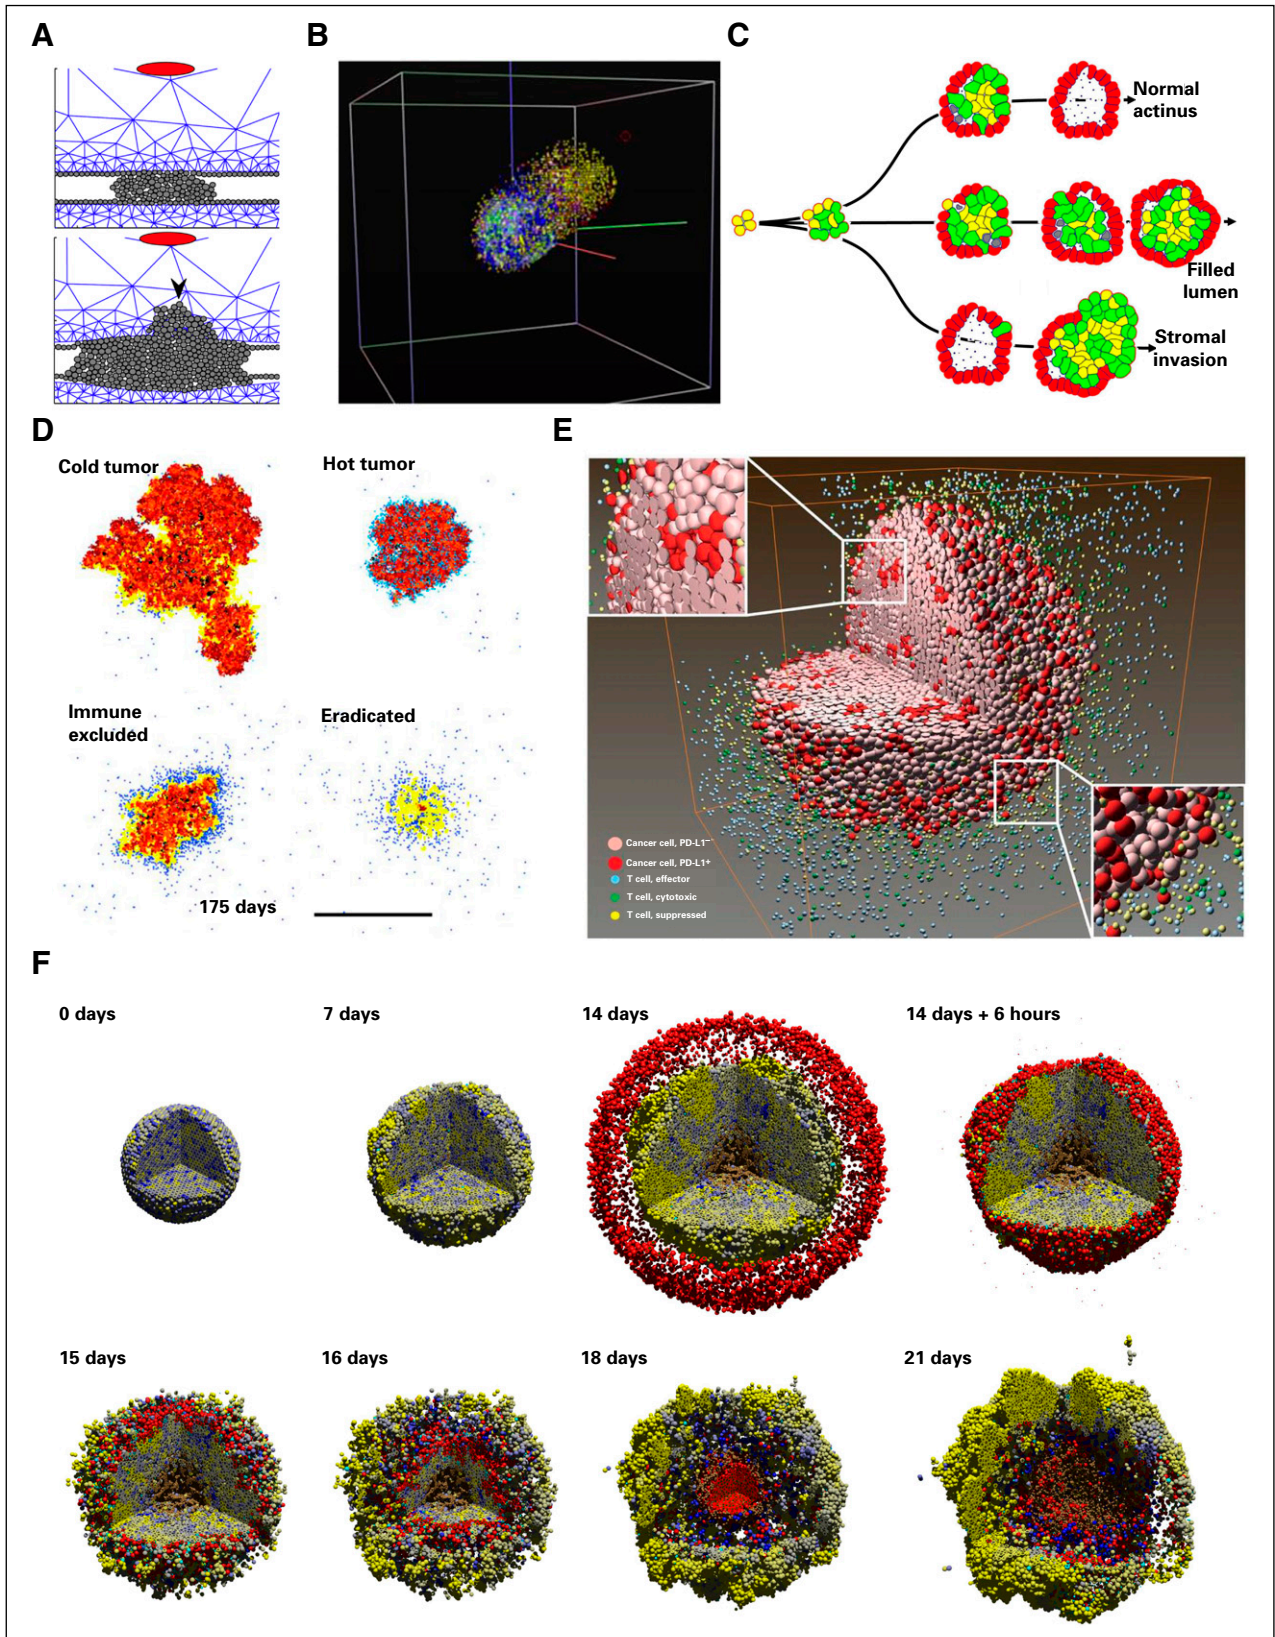 A
B
C
Normal
actinus
Filled
lumen
Stromal
invasion
D
Cold tumor
Hot tumor
Immune
excluded
Eradicated
175 days
E
Cancer cell, PD-L1–
Cancer cell, PD-L1+
T cell, effector
T cell, cytotoxic
T cell, suppressed
F
0 days
7 days
14 days
14 days + 6 hours
15 days
16 days
18 days
21 days